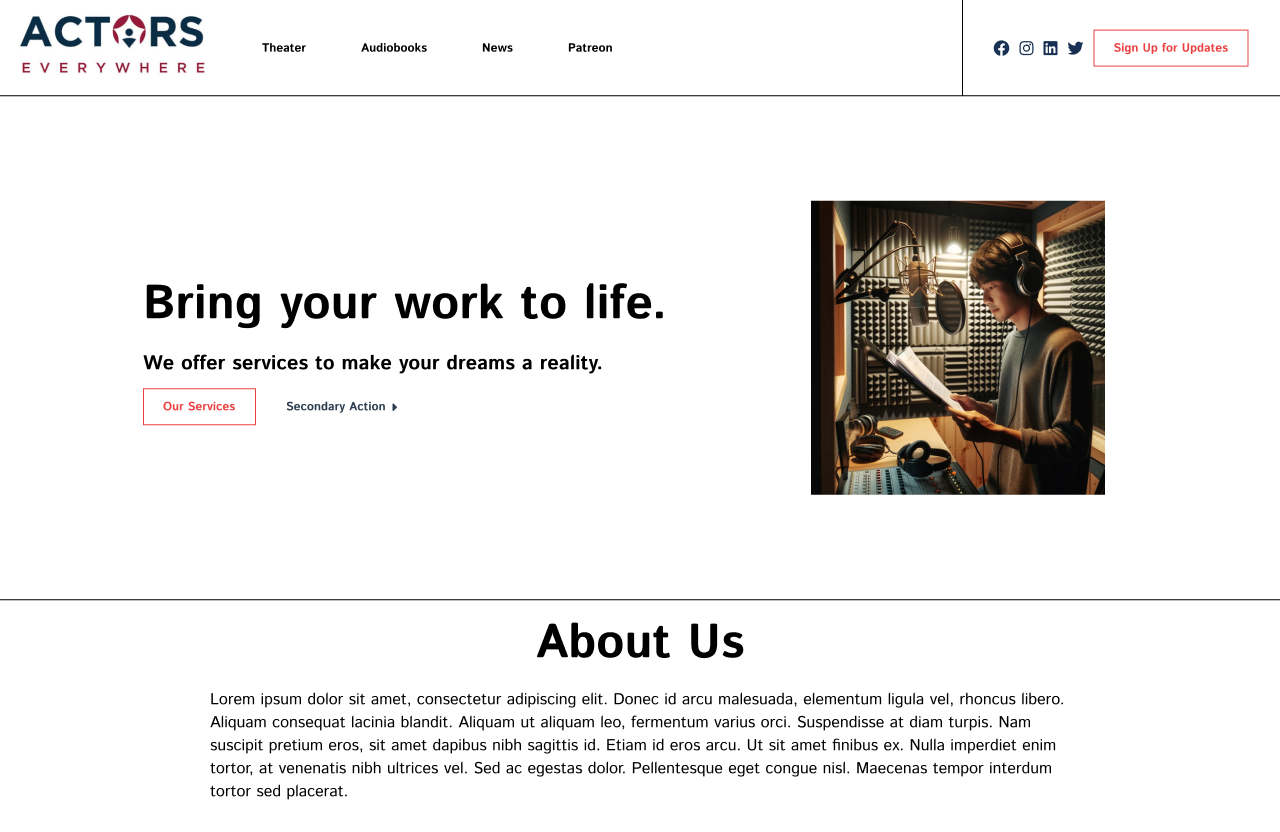 ACTORS
EVERYWHERE
Theater
Audiobooks
News
Patreon
Sign Up for Updates
Bring your work to life.
We offer services to make your dreams a reality.
Our Services
Secondary Action
About Us
Lorem ipsum dolor sit amet, consectetur adipiscing elit. Donec id arcu malesuada, elementum ligula vel, rhoncus libero.
Aliquam consequat lacinia blandit. Aliquam ut aliquam leo, fermentum varius orci. Suspendisse at diam turpis. Nam
suscipit pretium eros, sit amet dapibus nibh sagittis id. Etiam id eros arcu. Ut sit amet finibus ex. Nulla imperdiet enim
tortor, at venenatis nibh ultrices vel. Sed ac egestas dolor. Pellentesque eget congue nisl. Maecenas tempor interdum
tortor sed placerat.